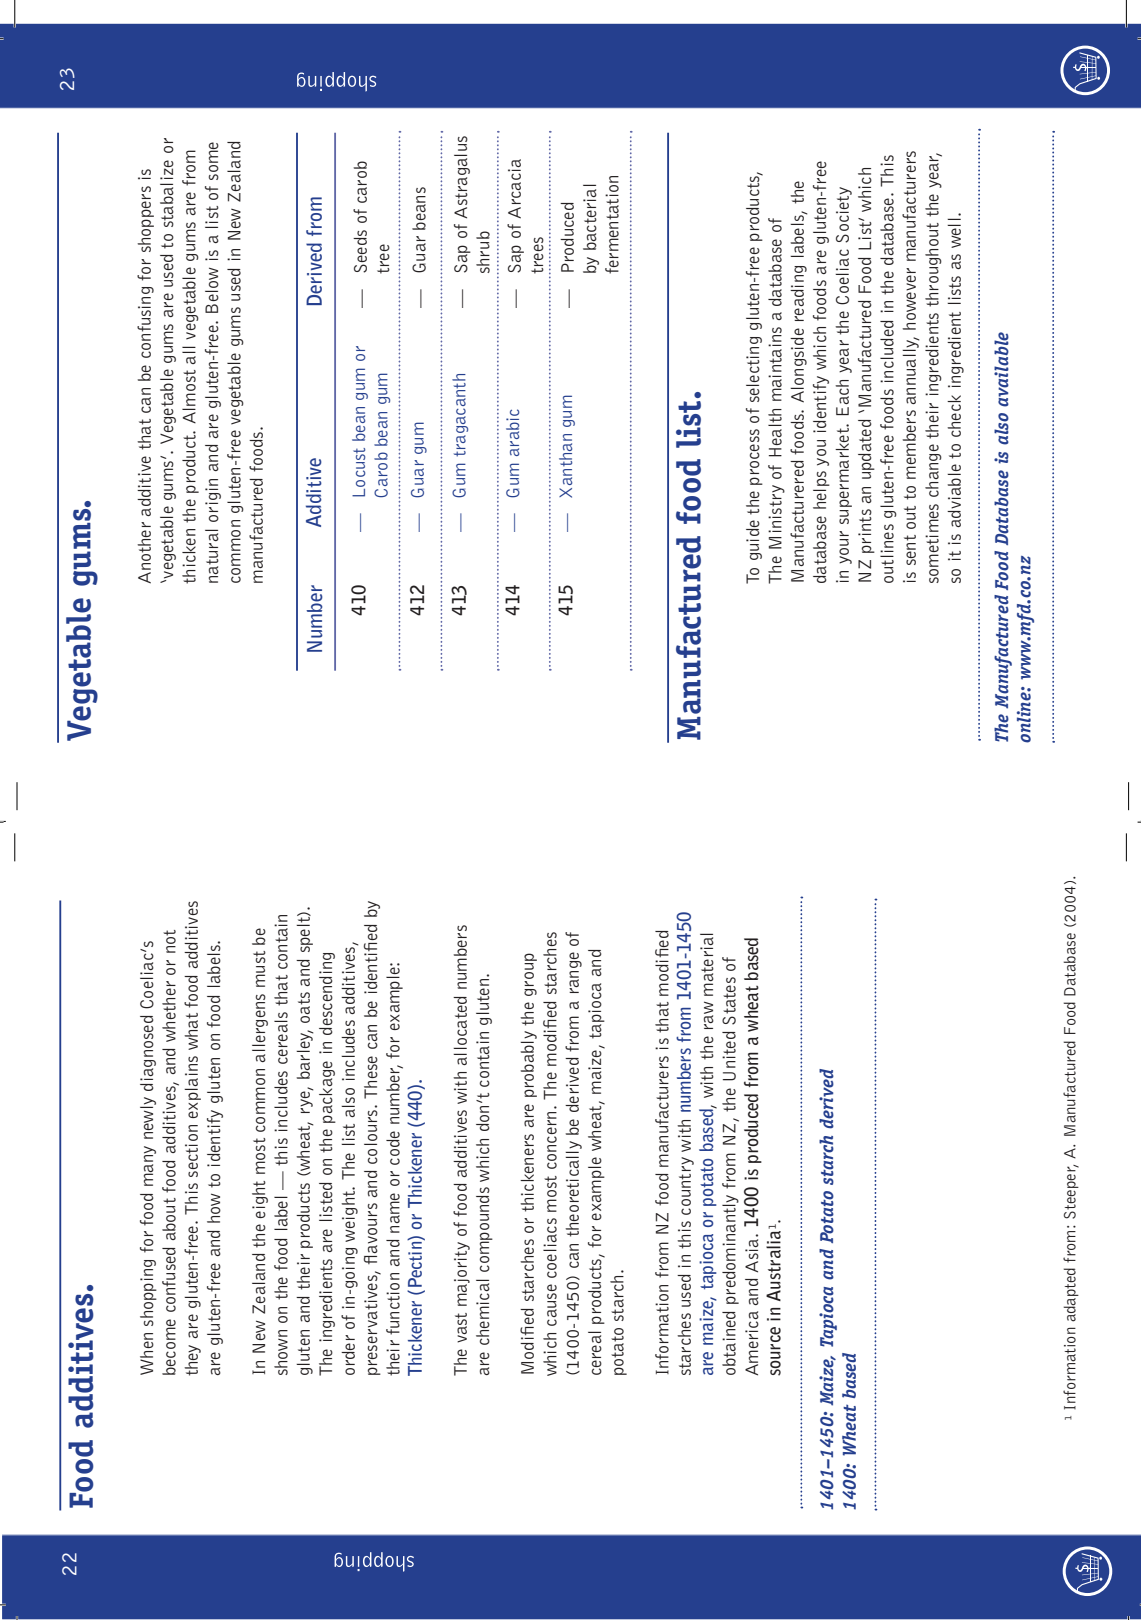 22
shopping
Food additives.
When shopping for food many newly diagnosed Coeliac's
become confused about food additives, and whether or not
they are gluten-free. This section explains what food additives
are gluten-free and how to identify gluten on food labels.
In New Zealand the eight most common allergens must be
shown on the food label — this includes cereals that contain
gluten and their products (wheat, rye, barley, oats and spelt).
The ingredients are listed on the package in descending
order of in-going weight. The list also includes additives,
preservatives, flavours and colours. These can be identified by
their function and name or code number, for example:
Thickener (Pectin) or Thickener (440).
The vast majority of food additives with allocated numbers
are chemical compounds which don't contain gluten.
Modified starches or thickeners are probably the group
which cause coeliacs most concern. The modified starches
(1400-1450) can theoretically be derived from a range of
cereal products, for example wheat, maize, tapioca and
potato starch.
Information from NZ food manufacturers is that modified
starches used in this country with numbers from 1401-1450
are maize, tapioca or potato based, with the raw material
obtained predominantly from NZ, the United States of
America and Asia. 1400 is produced from a wheat based
source in Australia¹.
1401–1450: Maize, Tapioca and Potato starch derived
1400: Wheat based
¹ Information adapted from: Steeper, A. Manufactured Food Database (2004).
23
shopping
Vegetable gums.
Another additive that can be confusing for shoppers is
'vegetable gums'. Vegetable gums are used to stabalize or
thicken the product. Almost all vegetable gums are from
natural origin and are gluten-free. Below is a list of some
common gluten-free vegetable gums used in New Zealand
manufactured foods.
Number Additive Derived from
410 — Locust bean gum or — Seeds of carob
Carob bean gum tree
412 — Guar gum — Guar beans
413 — Gum tragacanth — Sap of Astragalus
shrub
414 — Gum arabic — Sap of Arcacia
trees
415 — Xanthan gum — Produced
by bacterial
fermentation
Manufactured food list.
To guide the process of selecting gluten-free products,
The Ministry of Health maintains a database of
Manufacturered foods. Alongside reading labels, the
database helps you identify which foods are gluten-free
in your supermarket. Each year the Coeliac Society
NZ prints an updated 'Manufactured Food List' which
outlines gluten-free foods included in the database. This
is sent out to members annually, however manufacturers
sometimes change their ingredients throughout the year,
so it is adviable to check ingredient lists as well.
The Manufactured Food Database is also available
online: www.mfd.co.nz